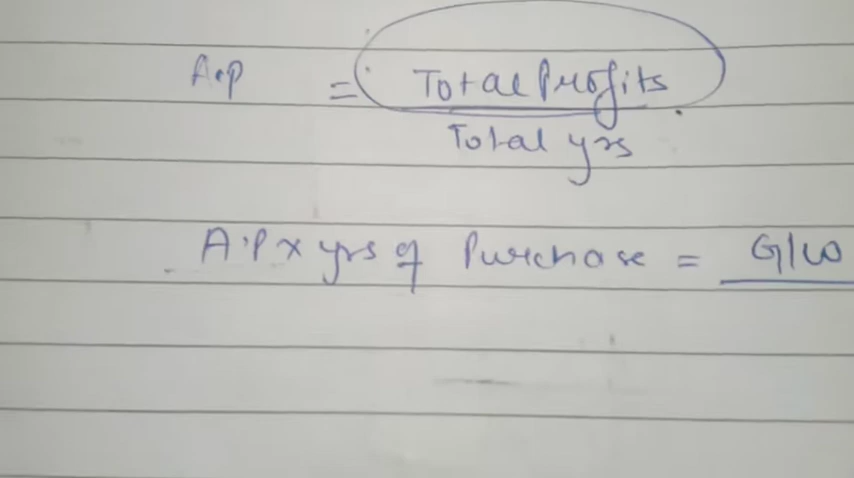 A.P = Total Profits
Total yrs
A.P x yrs of Purchase = G/w